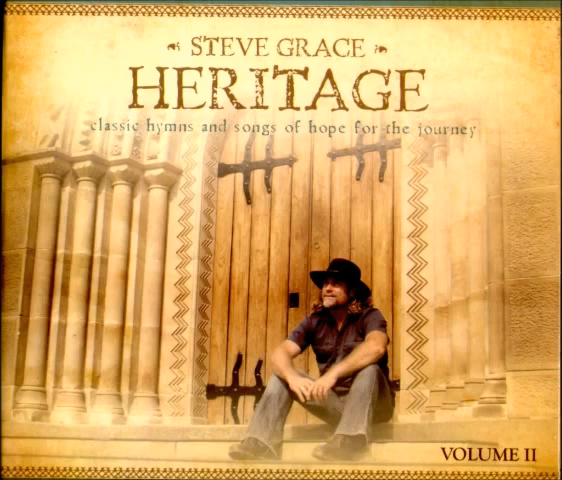 STEVE GRACE
HERITAGE
classic hymns and songs of hope for the journey
VOLUME II